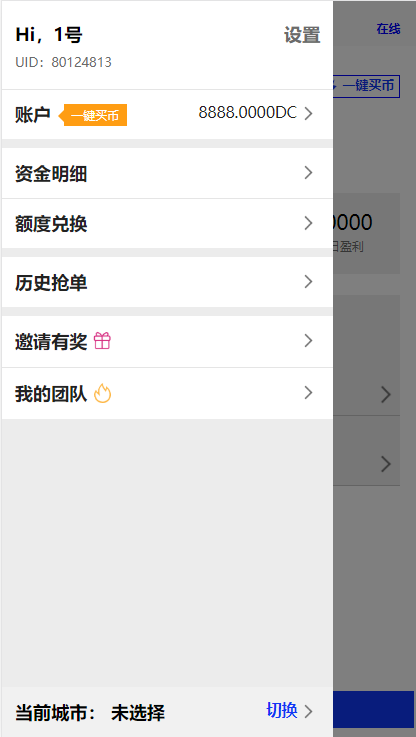 Hi，1号
设置
UID：80124813
在线
账户
一键买币
8888.0000DC
一键买币
资金明细
额度兑换
0000
日盈利
历史抢单
邀请有奖
我的团队
当前城市： 未选择
切换